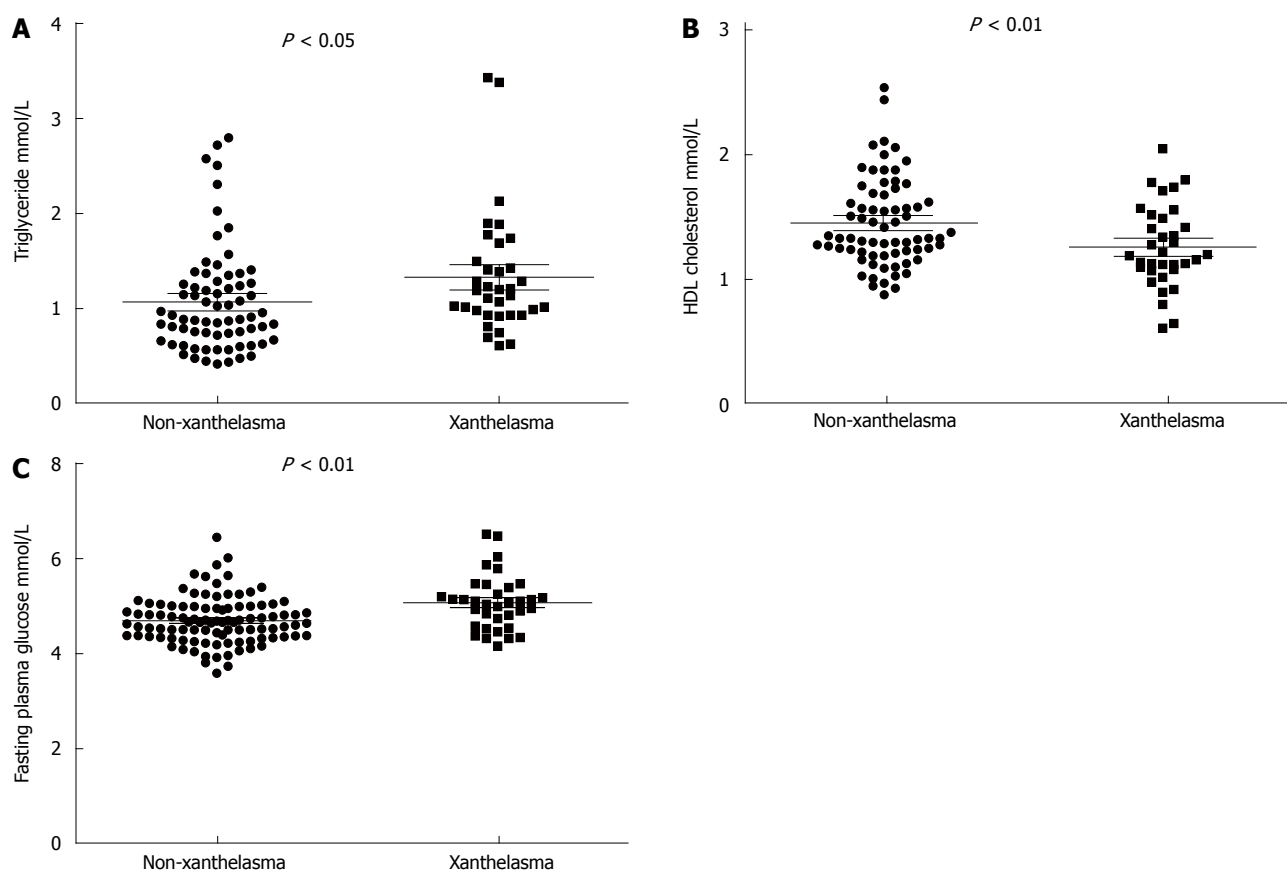 A
P < 0.05
Triglyceride mmol/L
4
3
2
1
0
Non-xanthelasma
Xanthelasma
B
P < 0.01
HDL cholesterol mmol/L
3
2
1
0
Non-xanthelasma
Xanthelasma
C
P < 0.01
Fasting plasma glucose mmol/L
8
6
4
2
0
Non-xanthelasma
Xanthelasma